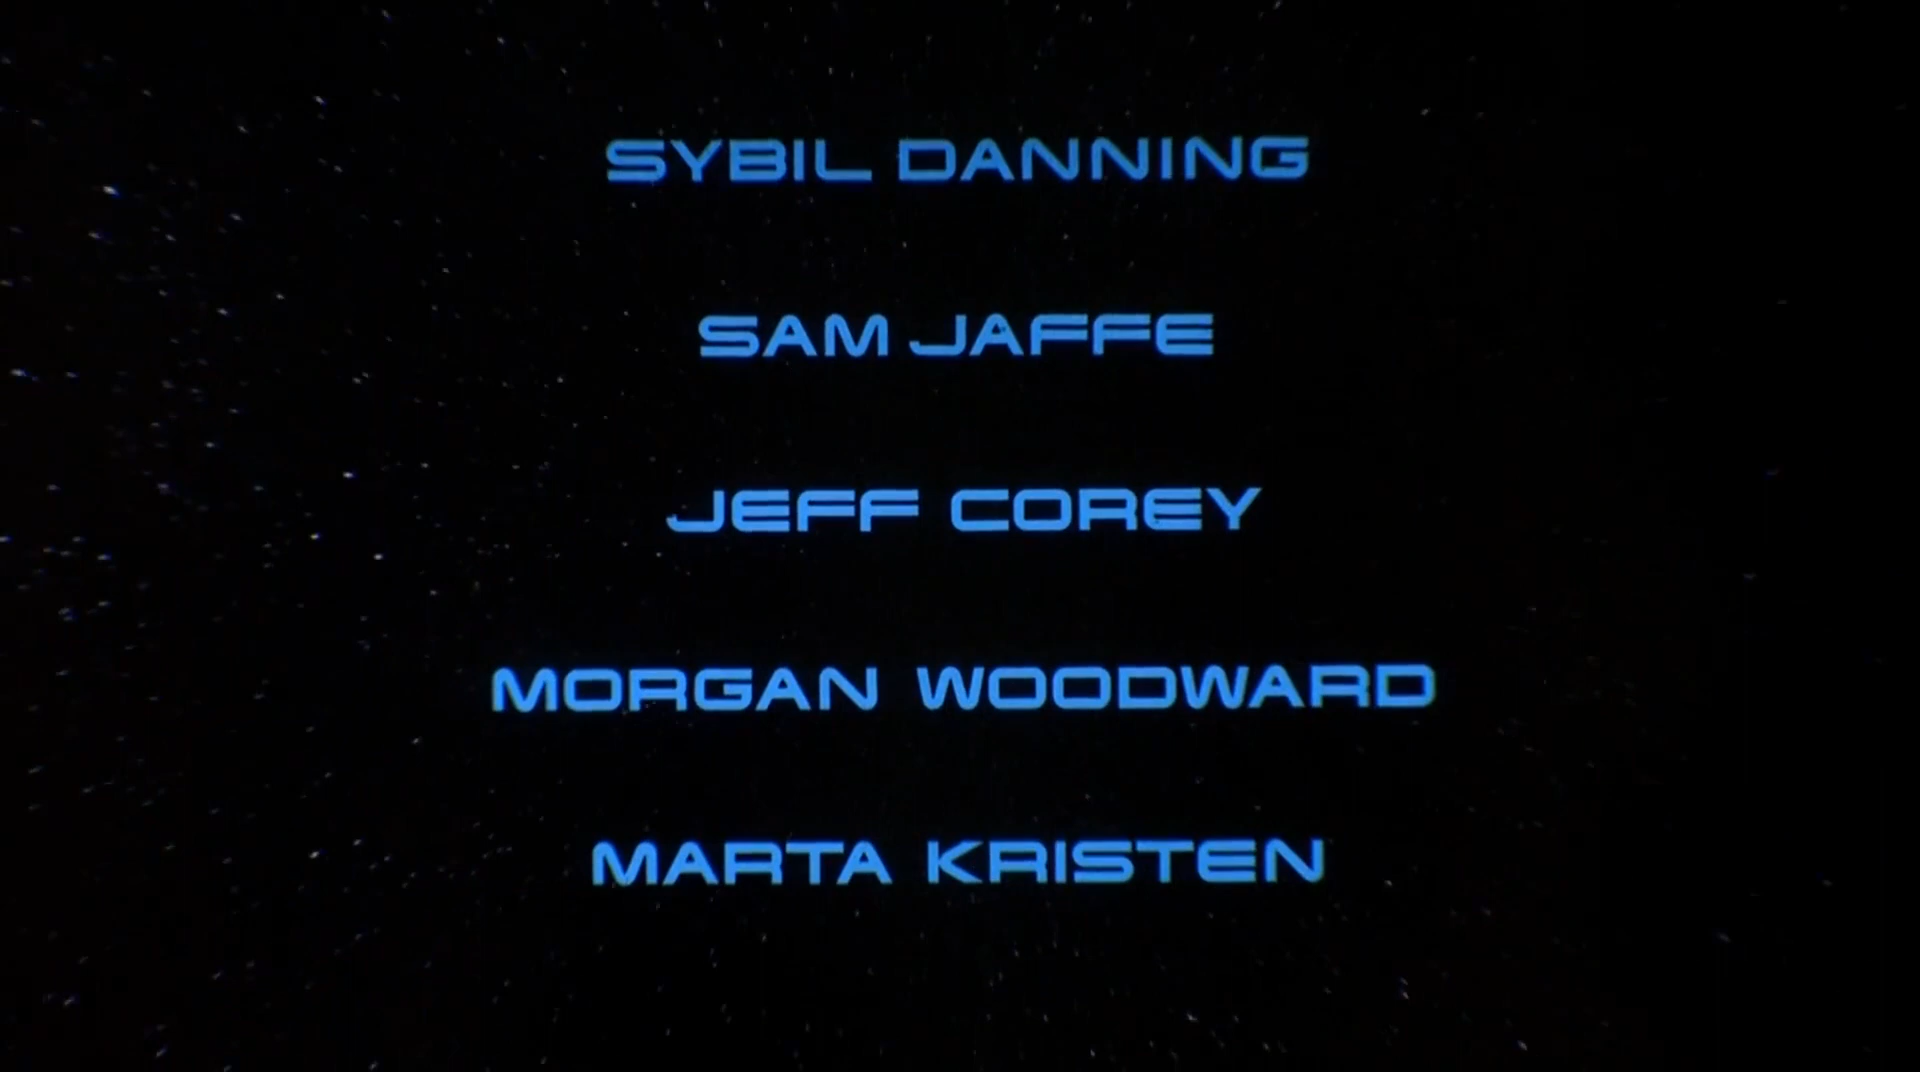 SYBIL DANNING
SAM JAFFE
JEFF COREY
MORGAN WOODWARD
MARTA KRISTEN